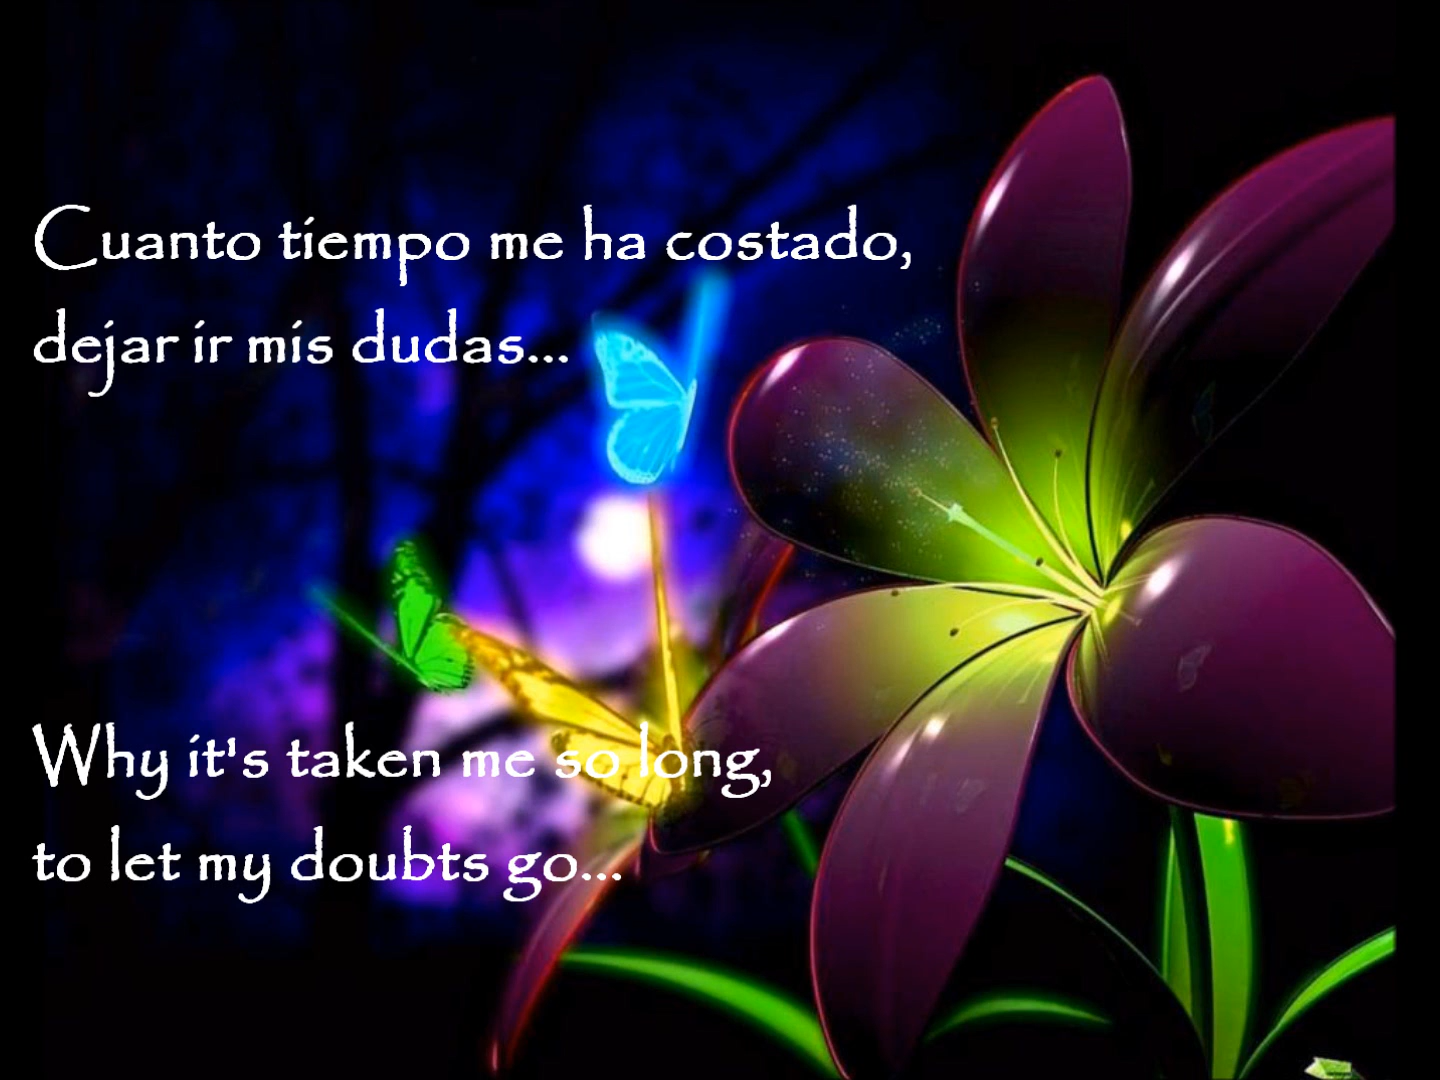 Cuanto tiempo me ha costado,
dejar ir mis dudas...
Why it's taken me so long,
to let my doubts go...